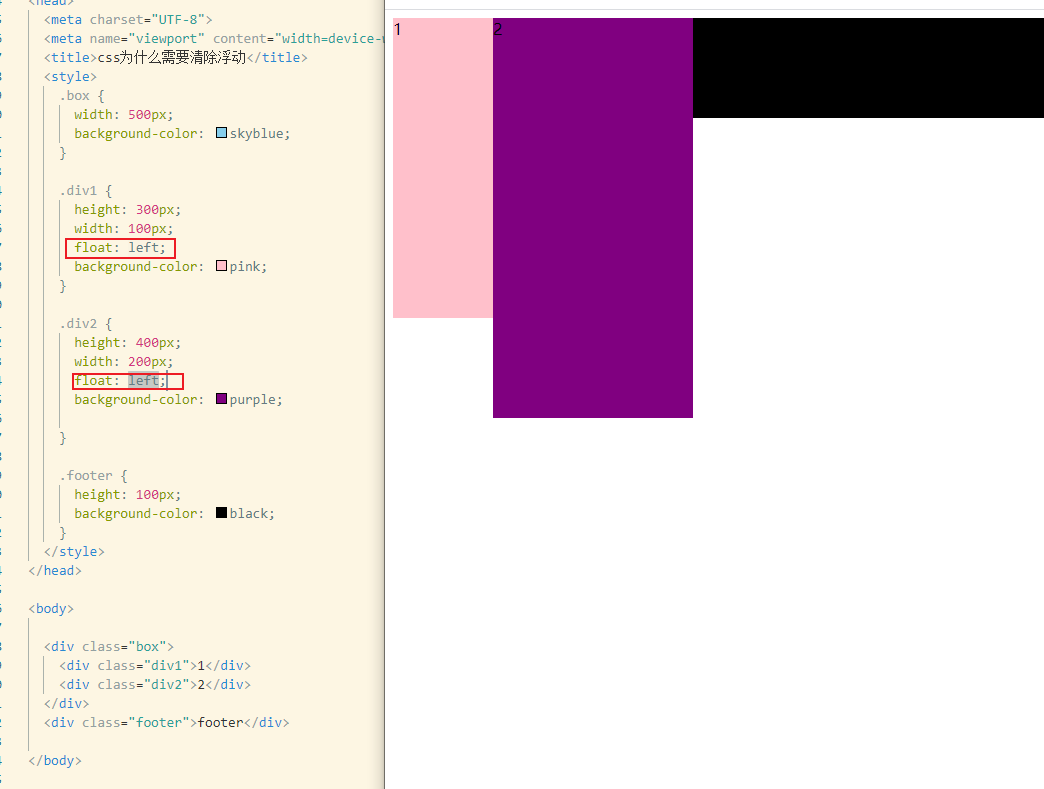 <head>
<meta charset="UTF-8">
<meta name="viewport" content="width=device-
<title>css为什么需要清除浮动</title>
<style>
.box {
width: 500px;
background-color: skyblue;
}
.div1 {
height: 300px;
width: 100px;
float: left;
background-color: pink;
}
.div2 {
height: 400px;
width: 200px;
float: left;
background-color: purple;
}
.footer {
height: 100px;
background-color: black;
}
</style>
</head>
<body>
<div class="box">
<div class="div1">1</div>
<div class="div2">2</div>
</div>
<div class="footer">footer</div>
</body>
1
2